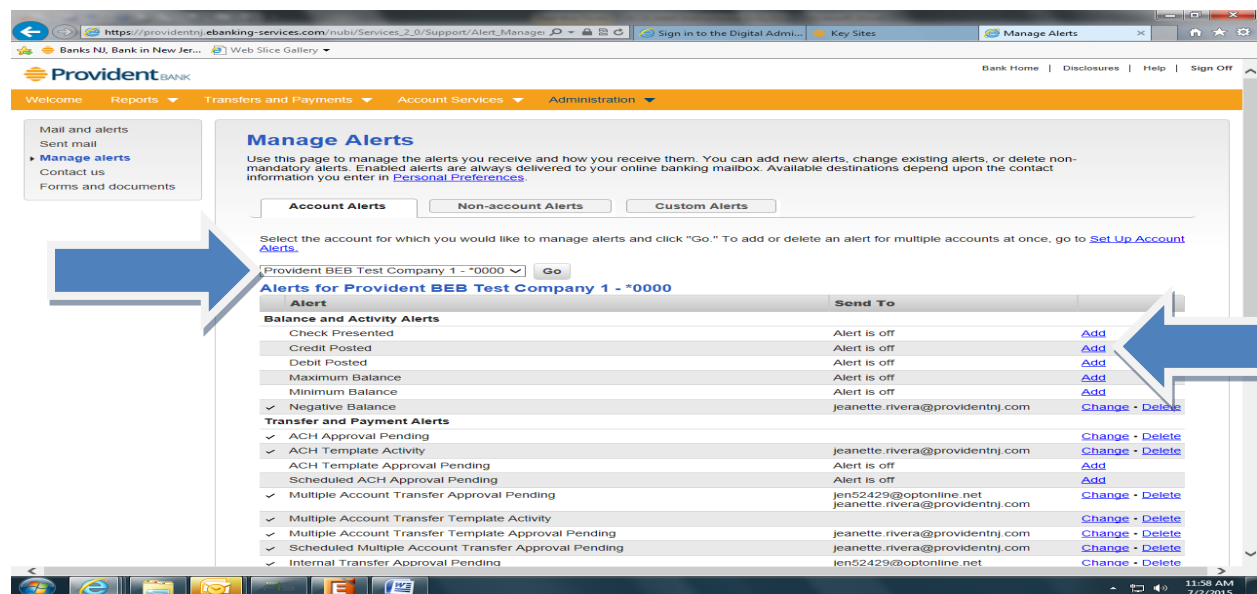 https://providentnj.ebanking-services.com/nubi/Services_2_0/Support/Alert_Manager
Sign in to the Digital Admi...
Key Sites
Manage Alerts
Banks NJ, Bank in New Jer...
Web Slice Gallery
Provident BANK
Bank Home | Disclosures | Help | Sign Off
Welcome Reports Transfers and Payments Account Services Administration
Mail and alerts
Sent mail
Manage alerts
Contact us
Forms and documents
Manage Alerts
Use this page to manage the alerts you receive and how you receive them. You can add new alerts, change existing alerts, or delete non-
mandatory alerts. Enabled alerts are always delivered to your online banking mailbox. Available destinations depend upon the contact
information you enter in Personal Preferences.
Account Alerts Non-account Alerts Custom Alerts
Select the account for which you would like to manage alerts and click "Go." To add or delete an alert for multiple accounts at once, go to Set Up Account
Alerts.
Provident BEB Test Company 1 - *0000 Go
Alerts for Provident BEB Test Company 1 - *0000
Alert Send To
Balance and Activity Alerts
Check Presented Alert is off Add
Credit Posted Alert is off Add
Debit Posted Alert is off Add
Maximum Balance Alert is off Add
Minimum Balance Alert is off Add
Negative Balance jeanette.rivera@providentnj.com Change • Delete
Transfer and Payment Alerts
ACH Approval Pending Change • Delete
ACH Template Activity jeanette.rivera@providentnj.com Change • Delete
ACH Template Approval Pending Alert is off Add
Scheduled ACH Approval Pending Alert is off Add
Multiple Account Transfer Approval Pending jen52429@optonline.net Change • Delete
jeanette.rivera@providentnj.com
Multiple Account Transfer Template Activity Change • Delete
Multiple Account Transfer Template Approval Pending jeanette.rivera@providentnj.com Change • Delete
Scheduled Multiple Account Transfer Approval Pending jeanette.rivera@providentnj.com Change • Delete
Internal Transfer Approval Pending jen52429@optonline.net Change • Delete
11:58 AM
7/2/2015